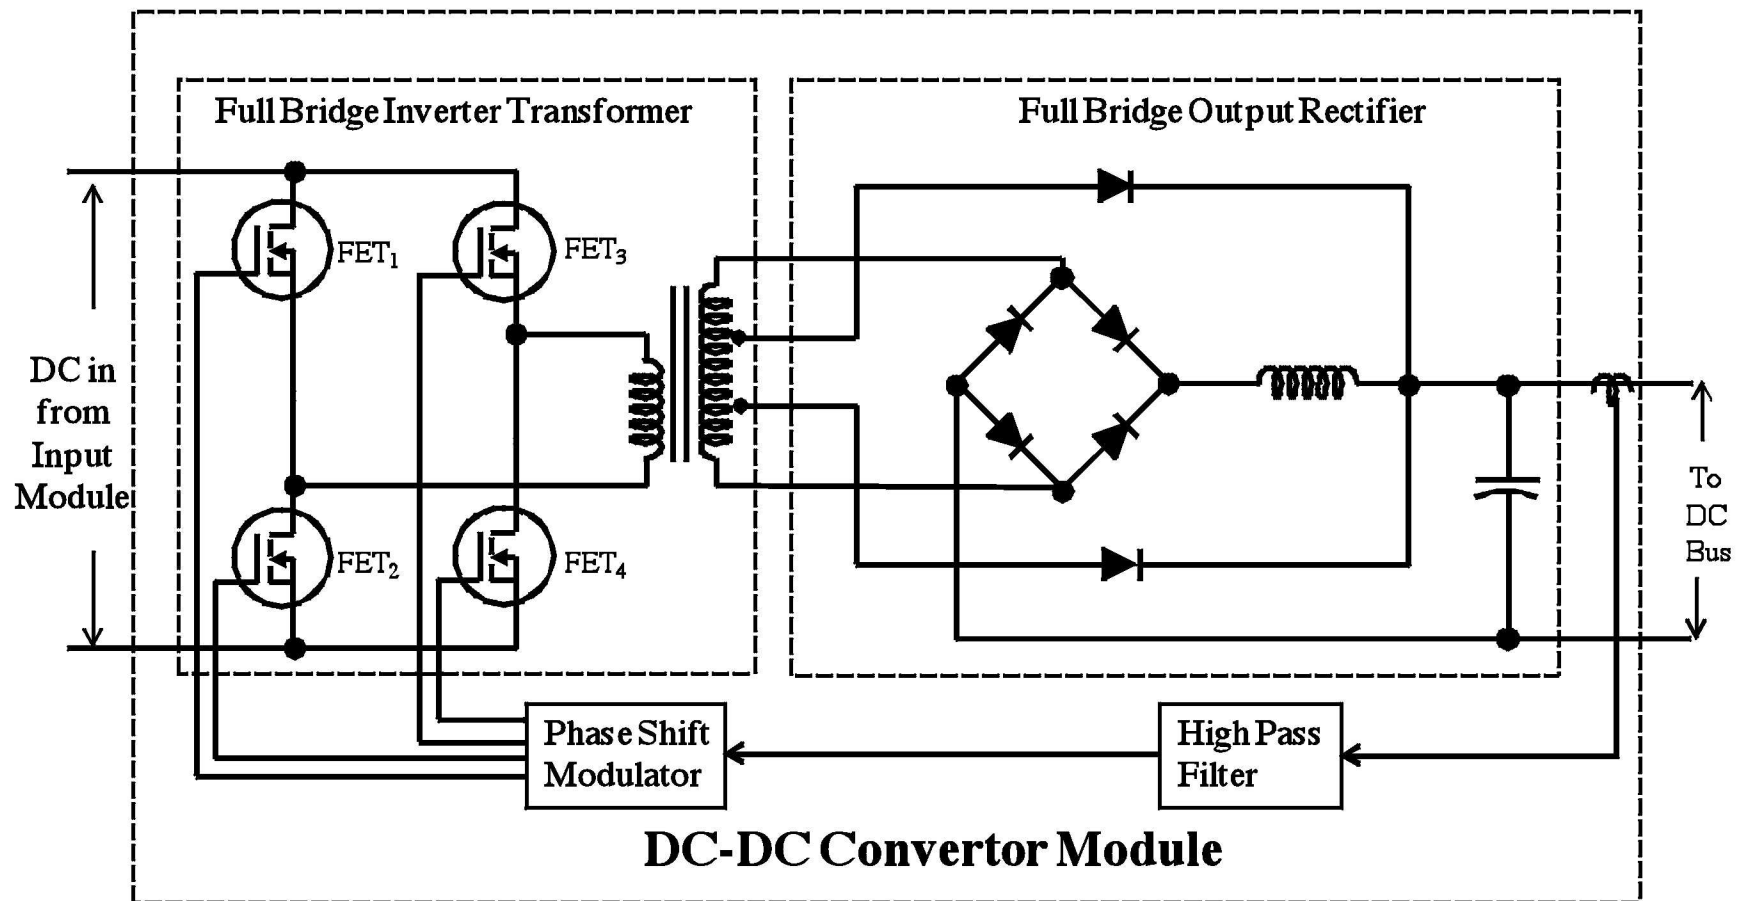 Full Bridge Inverter Transformer
Full Bridge Output Rectifier
FET₁
FET₃
DC in
from
Input
Module
FET₂
FET₄
To
DC
Bus
Phase Shift
Modulator
High Pass
Filter
DC-DC Convertor Module